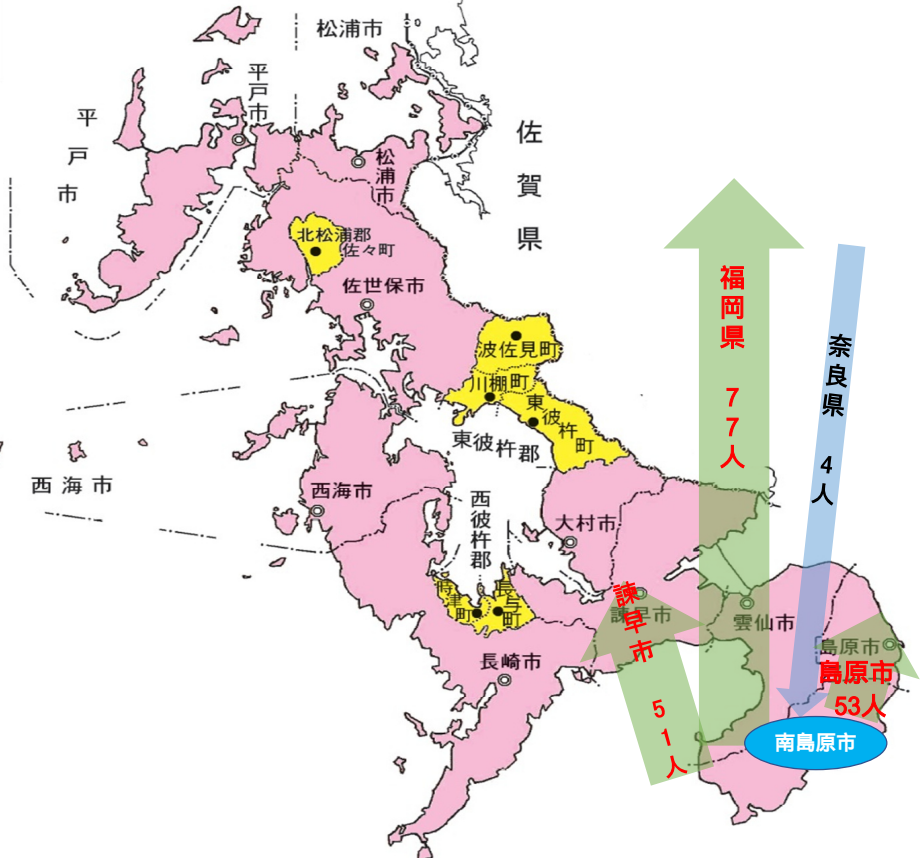 松浦市
平戸市
平戸市
松浦市
佐賀県
北松浦郡
佐々町
佐世保市
波佐見町
川棚町
東彼杵町
東彼杵郡
西海市
西海市
西彼杵郡
大村市
時津町
長与町
長崎市
諫早市
諫早市
51人
福岡県 77人
奈良県 4人
雲仙市
島原市
島原市
53人
南島原市